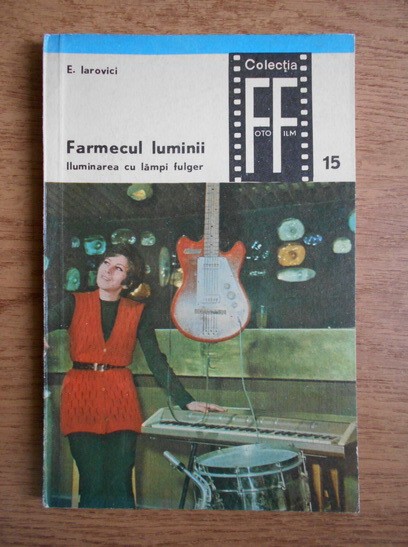 E. Iarovici
Colecția
FF
OTO ILM
Farmecul luminii
Iluminarea cu lămpi fulger
15